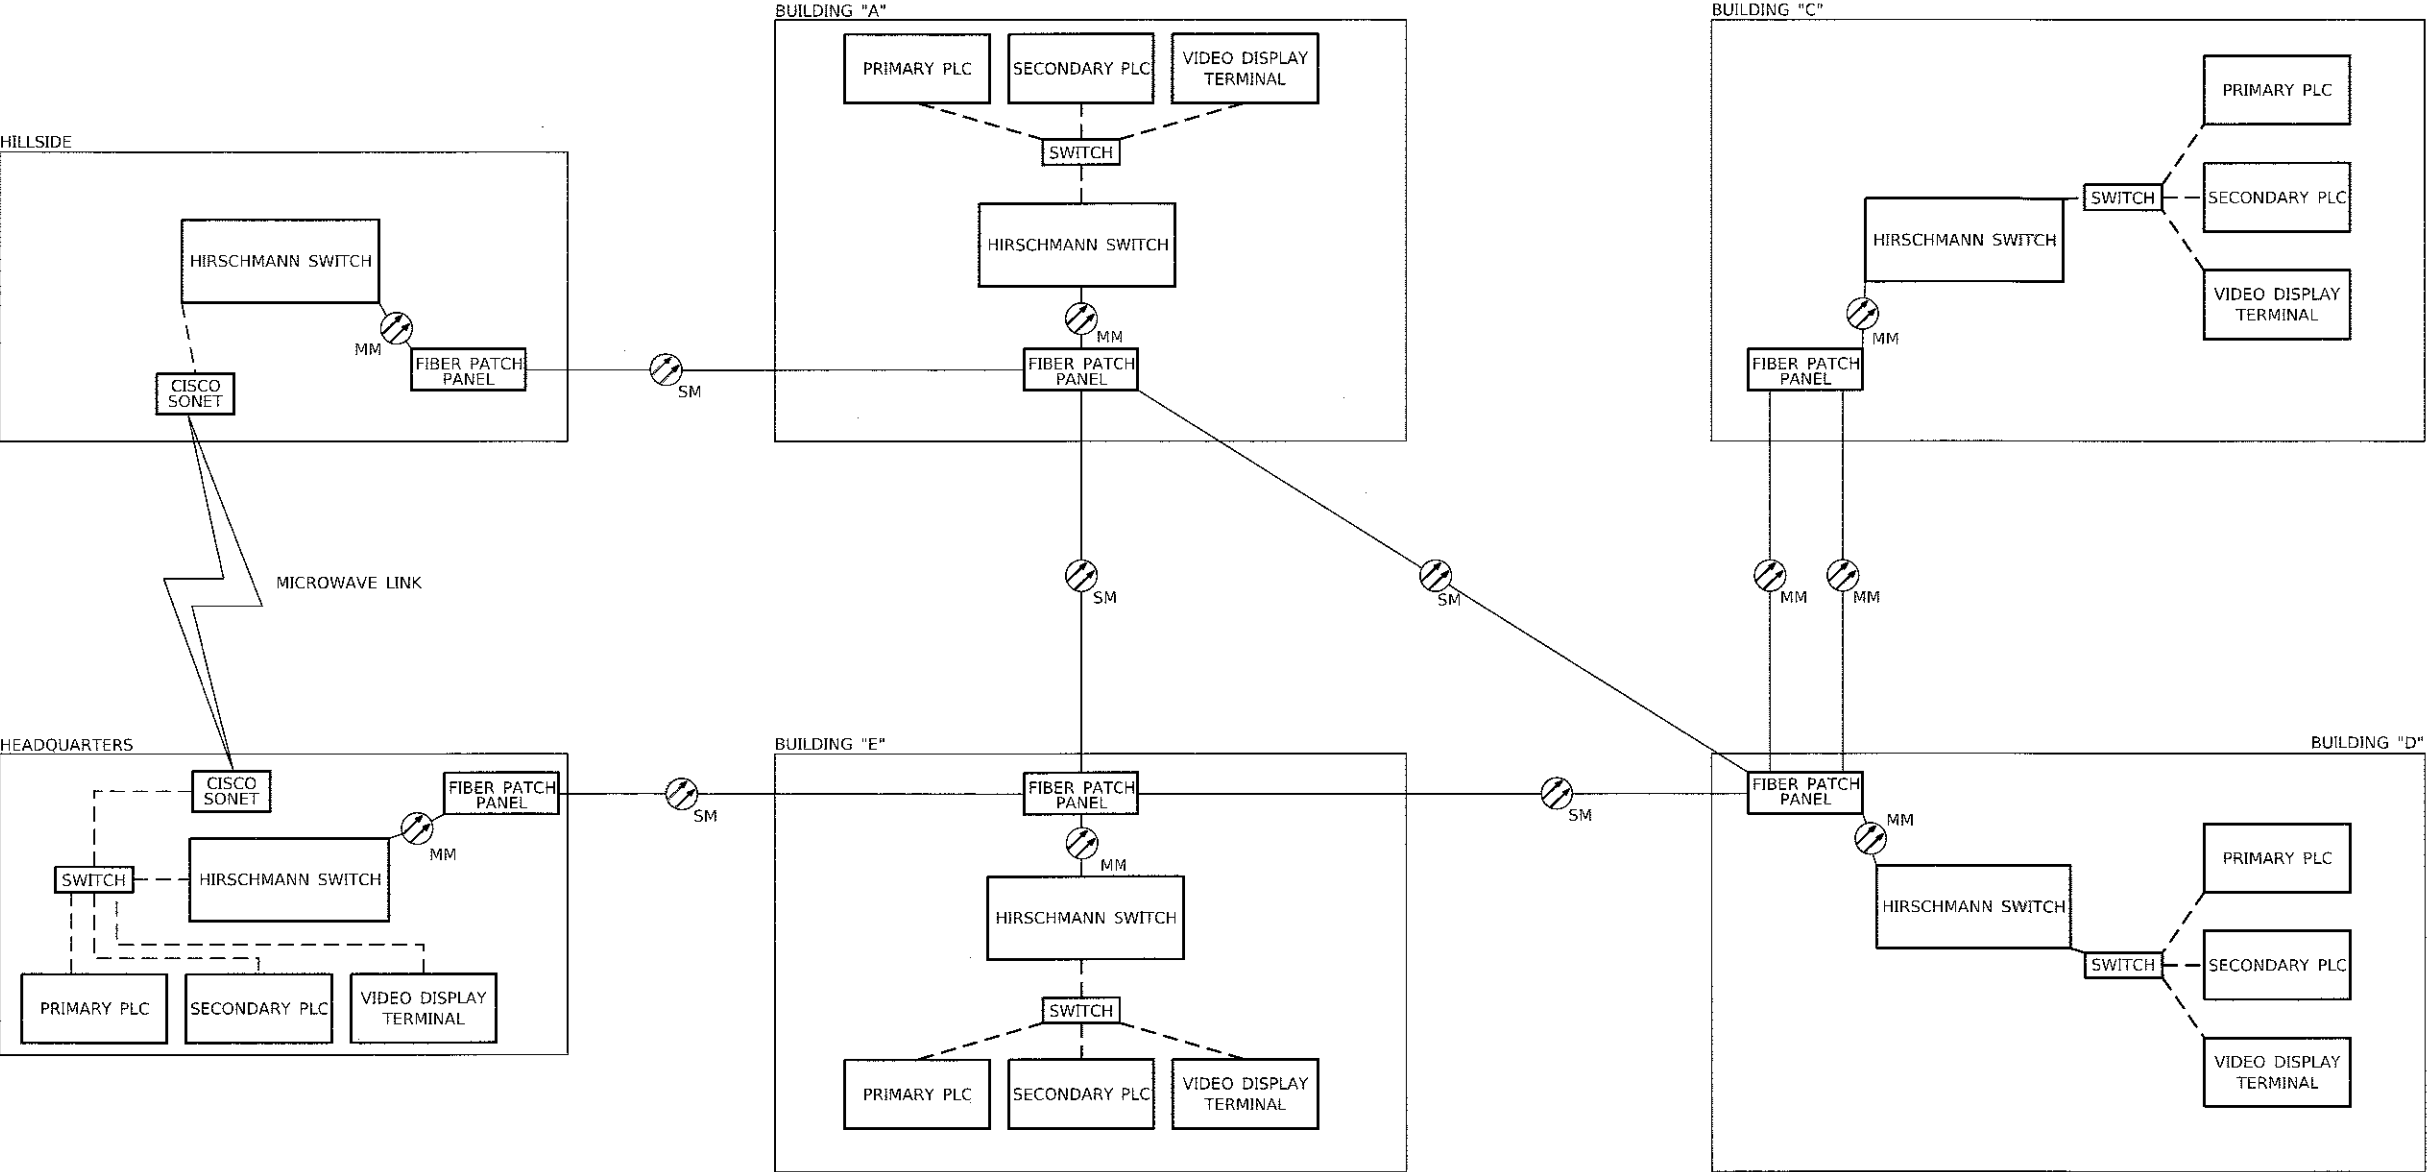 BUILDING "A"
PRIMARY PLC
SECONDARY PLC
VIDEO DISPLAY
TERMINAL
SWITCH
HIRSCHMANN SWITCH
MM
FIBER PATCH
PANEL
BUILDING "C"
PRIMARY PLC
SWITCH
SECONDARY PLC
HIRSCHMANN SWITCH
VIDEO DISPLAY
TERMINAL
MM
FIBER PATCH
PANEL
HILLSIDE
HIRSCHMANN SWITCH
MM
FIBER PATCH
PANEL
CISCO
SONET
SM
MICROWAVE LINK
SM
SM
MM
MM
HEADQUARTERS
CISCO
SONET
FIBER PATCH
PANEL
MM
SWITCH
HIRSCHMANN SWITCH
PRIMARY PLC
SECONDARY PLC
VIDEO DISPLAY
TERMINAL
SM
BUILDING "E"
FIBER PATCH
PANEL
MM
HIRSCHMANN SWITCH
SWITCH
PRIMARY PLC
SECONDARY PLC
VIDEO DISPLAY
TERMINAL
SM
BUILDING "D"
FIBER PATCH
PANEL
MM
HIRSCHMANN SWITCH
SWITCH
PRIMARY PLC
SECONDARY PLC
VIDEO DISPLAY
TERMINAL